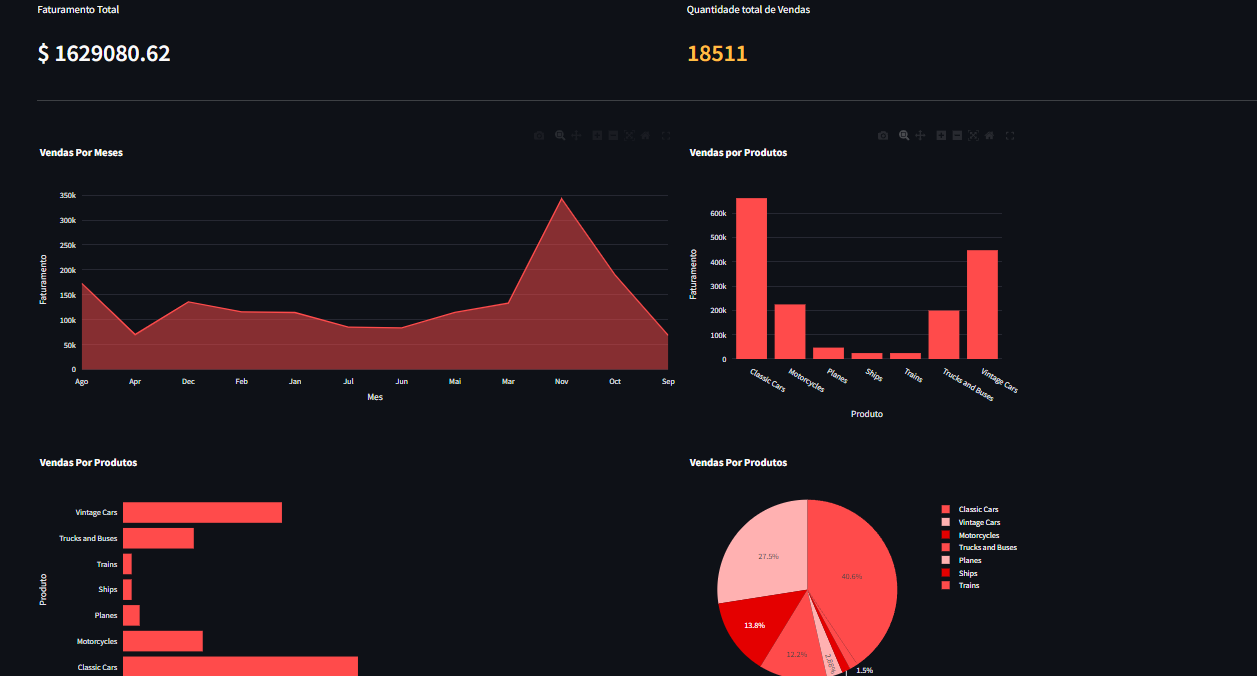 Faturamento Total
Quantidade total de Vendas
$ 1629080.62
18511
Vendas Por Meses
350k
300k
250k
200k
150k
100k
50k
0
Faturamento
Ago Apr Dec Feb Jan Jul Jun Mai Mar Nov Oct Sep
Mes
Vendas por Produtos
600k
500k
400k
300k
200k
100k
0
Faturamento
Classic Cars
Motorcycles
Planes
Ships
Trains
Trucks and Buses
Vintage Cars
Produto
Vendas Por Produtos
Vintage Cars
Trucks and Buses
Trains
Ships
Planes
Motorcycles
Classic Cars
Produto
Vendas Por Produtos
27.5%
40.6%
13.8%
12.2%
1.5%
Classic Cars
Vintage Cars
Motorcycles
Trucks and Buses
Planes
Ships
Trains